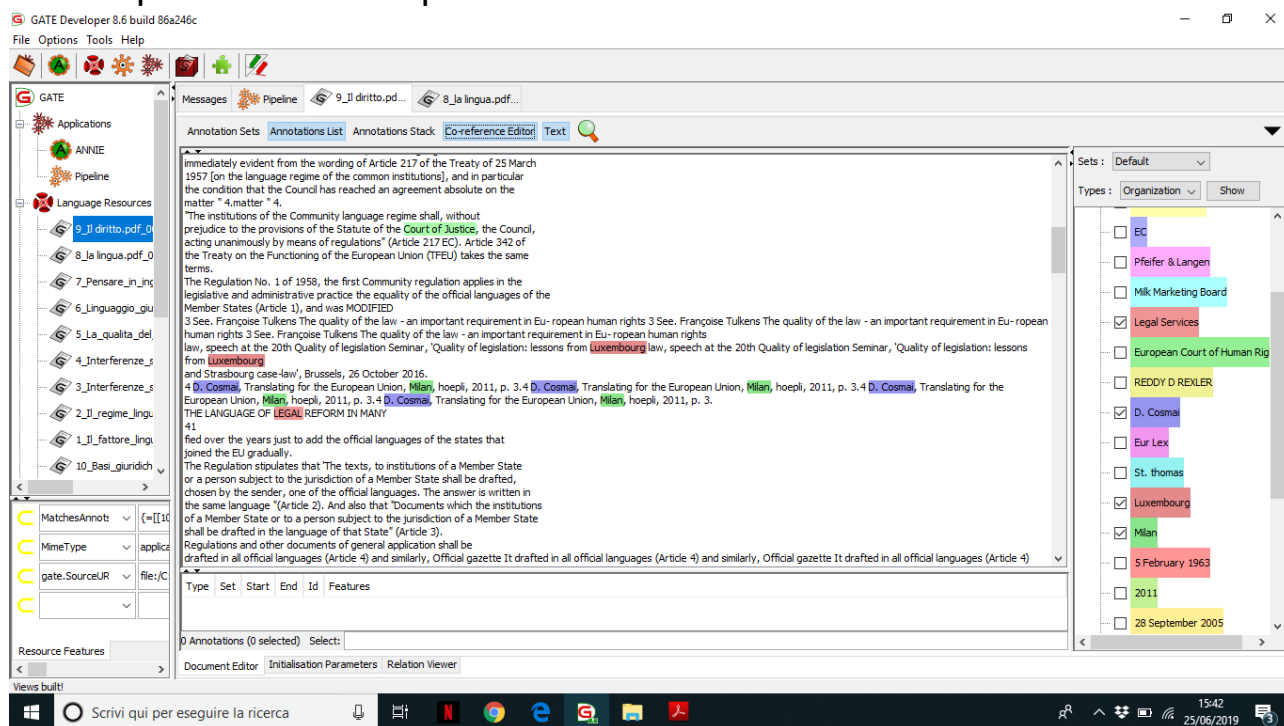 GATE Developer 8.6 build 86a246c
File Options Tools Help
GATE
Applications
ANNIE
Pipeline
Language Resources
9_Il diritto.pdf_0
8_la lingua.pdf_0
7_Pensare_in_ing
6_Linguaggio_giu
5_La_qualita_del
4_Interferenze_s
3_Interferenze_s
2_Il_regime_lingu
1_Il_fattore_lingu
10_Basi_giuridich
MatchesAnnots {=[[10
MimeType applica
gate.SourceUR file:/C
Resource Features
Messages Pipeline 9_Il diritto.pd... 8_la lingua.pdf...
Annotation Sets Annotations List Annotations Stack Co-reference Editor Text
immediately evident from the wording of Article 217 of the Treaty of 25 March
1957 [on the language regime of the common institutions], and in particular
the condition that the Council has reached an agreement absolute on the
matter " 4.matter " 4.
"The institutions of the Community language regime shall, without
prejudice to the provisions of the Statute of the Court of Justice, the Council,
acting unanimously by means of regulations" (Article 217 EC). Article 342 of
the Treaty on the Functioning of the European Union (TFEU) takes the same
terms.
The Regulation No. 1 of 1958, the first Community regulation applies in the
legislative and administrative practice the equality of the official languages of the
Member States (Article 1), and was MODIFIED
3 See. Françoise Tulkens The quality of the law - an important requirement in Eu- ropean human rights 3 See. Françoise Tulkens The quality of the law - an important requirement in Eu- ropean
human rights 3 See. Françoise Tulkens The quality of the law - an important requirement in Eu- ropean human rights
law, speech at the 20th Quality of legislation Seminar, 'Quality of legislation: lessons from Luxembourg law, speech at the 20th Quality of legislation Seminar, 'Quality of legislation: lessons
from Luxembourg
and Strasbourg case-law', Brussels, 26 October 2016.
4 D. Cosmai, Translating for the European Union, Milan, hoepli, 2011, p. 3.4 D. Cosmai, Translating for the European Union, Milan, hoepli, 2011, p. 3.4 D. Cosmai, Translating for the
European Union, Milan, hoepli, 2011, p. 3.4 D. Cosmai, Translating for the European Union, Milan, hoepli, 2011, p. 3.
THE LANGUAGE OF LEGAL REFORM IN MANY
41
fied over the years just to add the official languages of the states that
joined the EU gradually.
The Regulation stipulates that 'The texts, to institutions of a Member State
or a person subject to the jurisdiction of a Member State shall be drafted,
chosen by the sender, one of the official languages. The answer is written in
the same language "(Article 2). And also that "Documents which the institutions
of a Member State or to a person subject to the jurisdiction of a Member State
shall be drafted in the language of that State" (Article 3).
Regulations and other documents of general application shall be
drafted in all official languages (Article 4) and similarly, Official gazette It drafted in all official languages (Article 4) and similarly, Official gazette It drafted in all official languages (Article 4)
Type Set Start End Id Features
0 Annotations (0 selected) Select:
Document Editor Initialisation Parameters Relation Viewer
Sets : Default
Types : Organization Show
EC
Pfeifer & Langen
Milk Marketing Board
Legal Services
European Court of Human Rig
REDDY D REXLER
D. Cosmai
Eur Lex
St. thomas
Luxembourg
Milan
5 February 1963
2011
28 September 2005
Views built!
Scrivi qui per eseguire la ricerca
15:42
25/06/2019